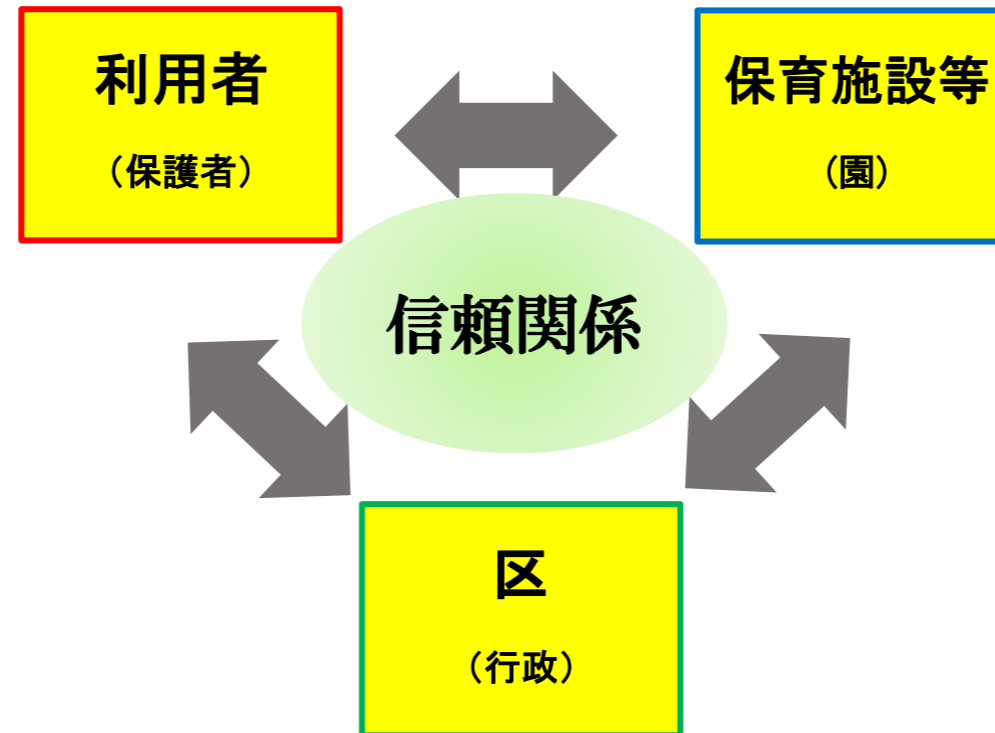 利用者
（保護者）
保育施設等
（園）
信頼関係
区
（行政）